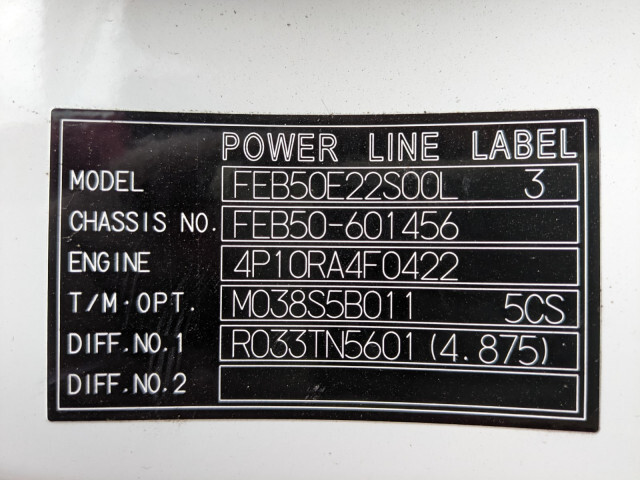 POWER LINE LABEL
MODEL FEB50E22S00L 3
CHASSIS NO. FEB50-601456
ENGINE 4P10RA4F0422
T/M·OPT. M038S5B011 5CS
DIFF.NO.1 R033TN5601 (4.875)
DIFF.NO.2